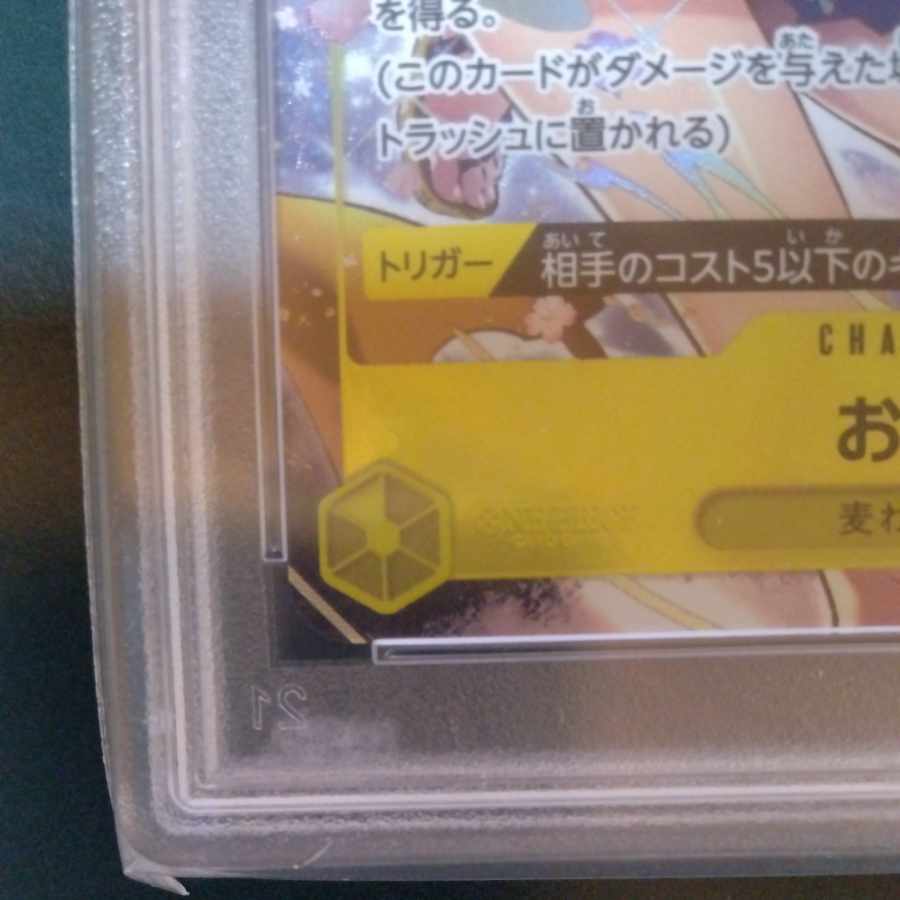 を得る。
(このカードがダメージを与えた
トラッシュに置かれる)
トリガー 相手のコスト5以下の
CHA
お
麦わ
21